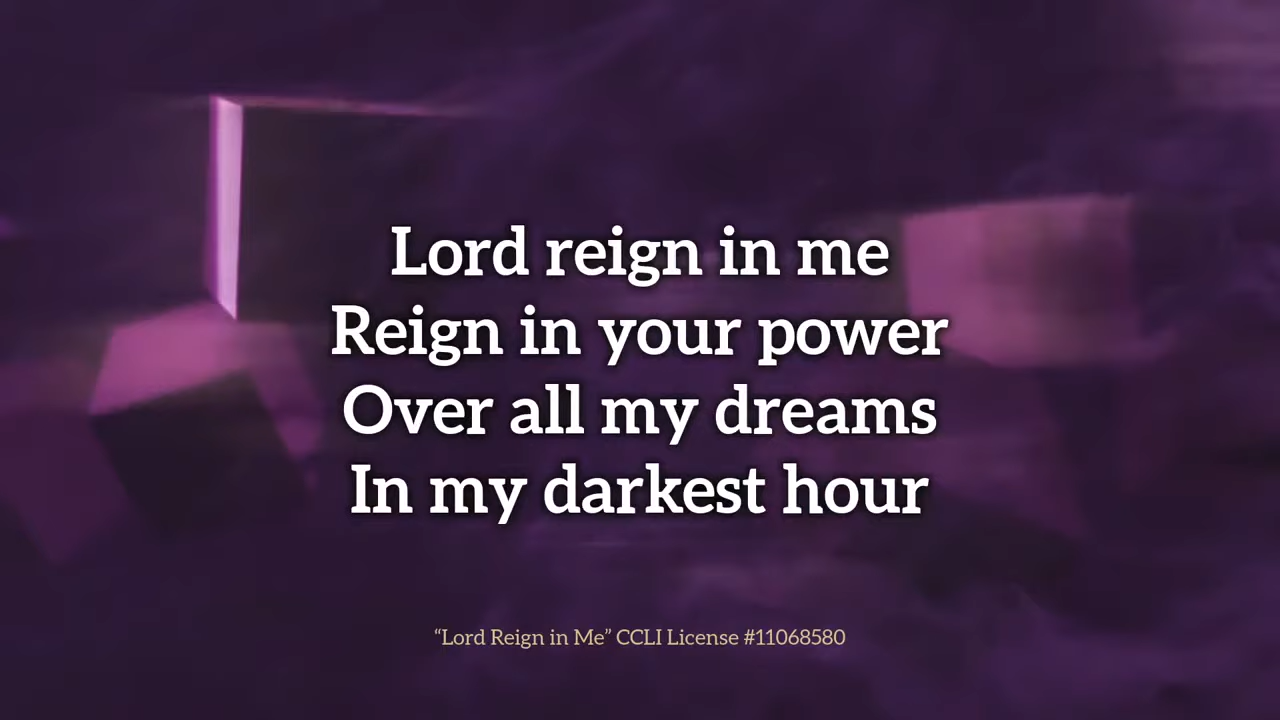 Lord reign in me
Reign in your power
Over all my dreams
In my darkest hour
“Lord Reign in Me” CCLI License #11068580